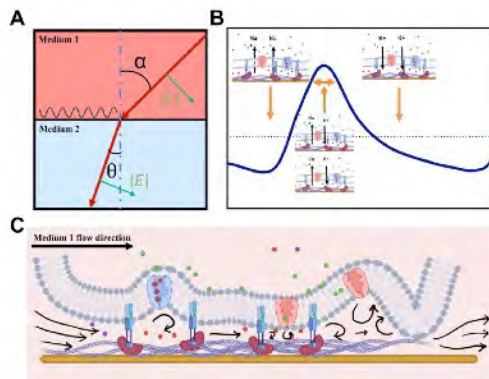 A
Medium 1
α
|E|
Medium 2
θ
|E|
B
C
Medium 1 flow direction